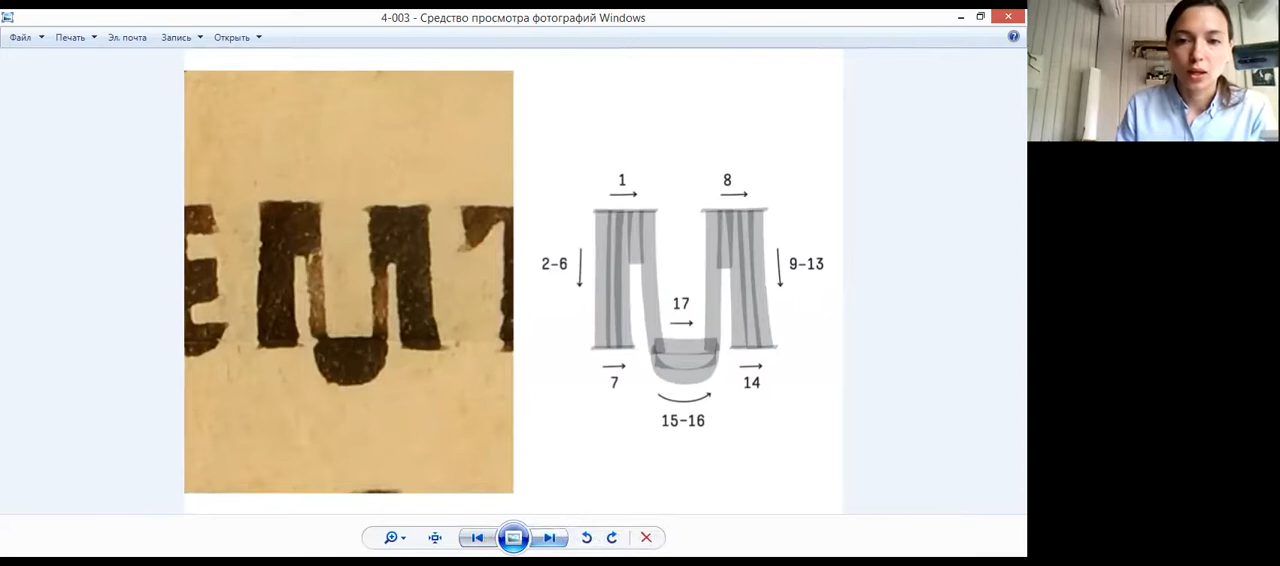 4-003 - Средство просмотра фотографий Windows
Файл Печать Эл. почта Запись Открыть
1 8
2-6 9-13
17
7 14
15-16